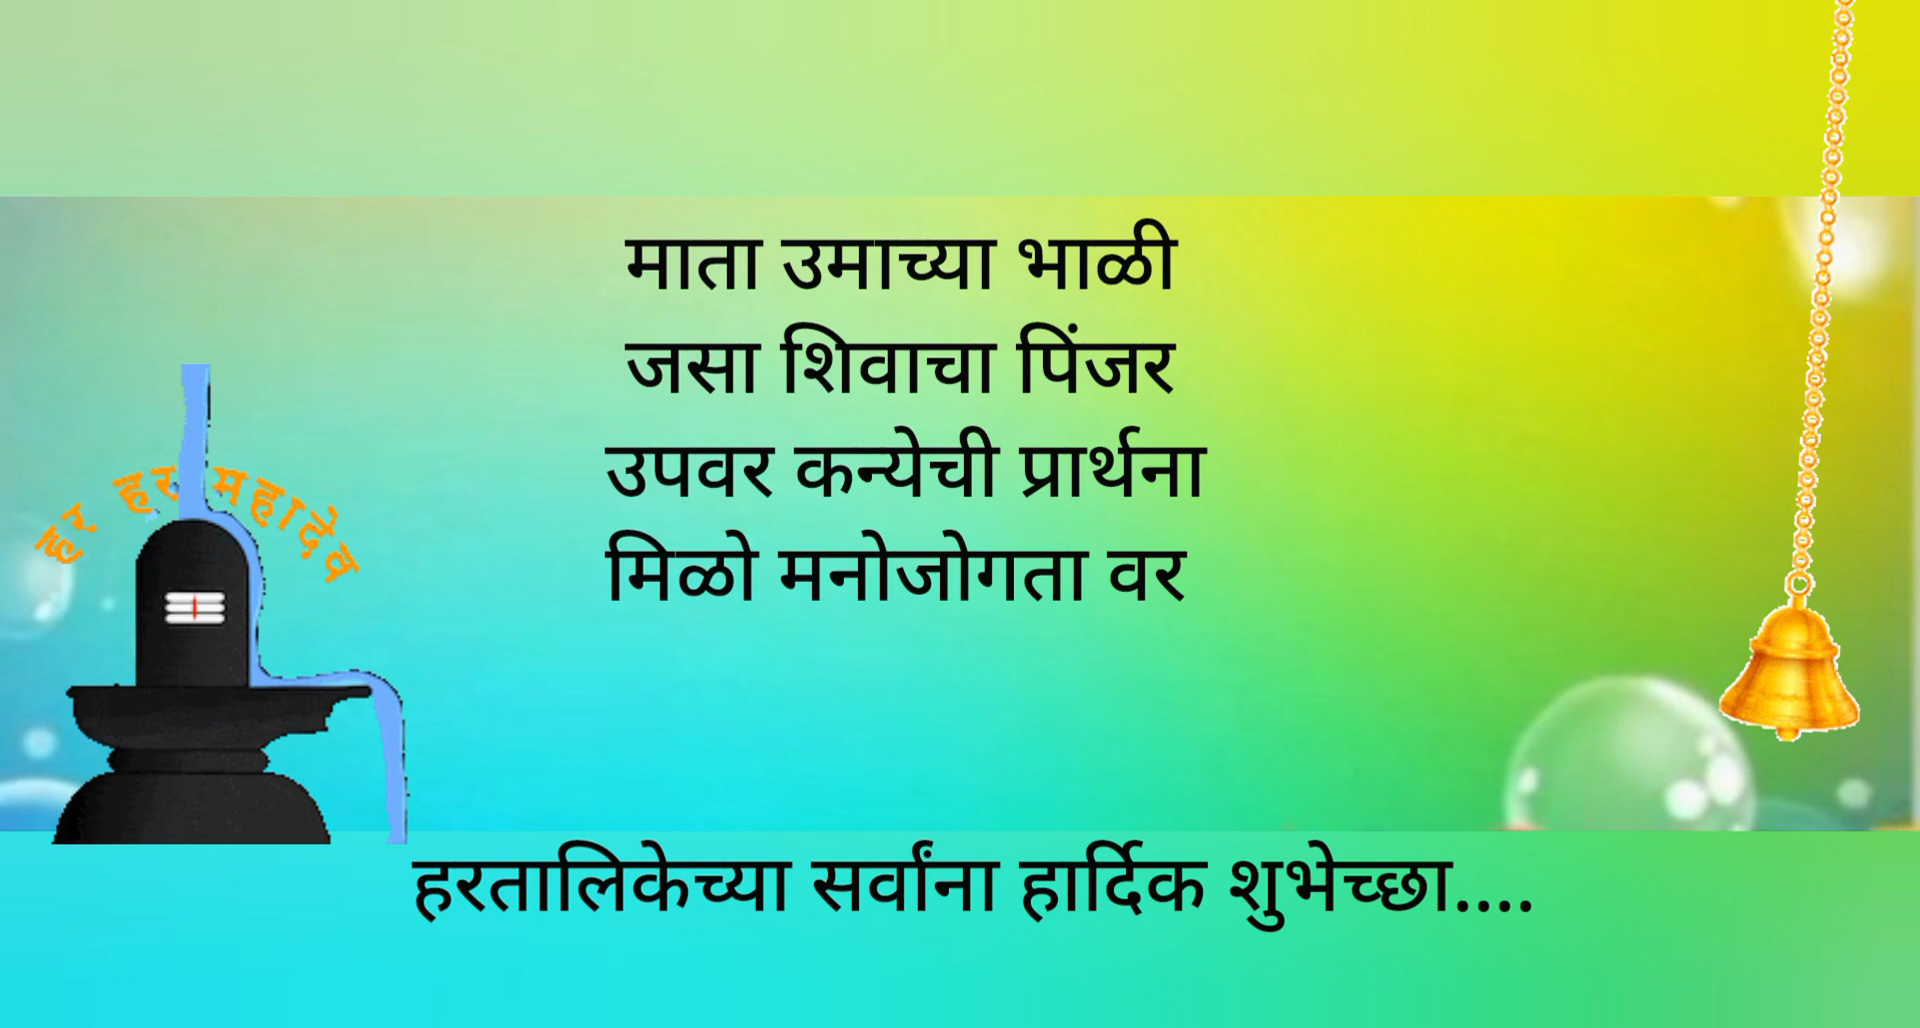 माता उमाच्या भाळी
जसा शिवाचा पिंजर
उपवर कन्येची प्रार्थना
मिळो मनोजोगता वर
हर हर महादेव
हरतालिकेच्या सर्वांना हार्दिक शुभेच्छा....